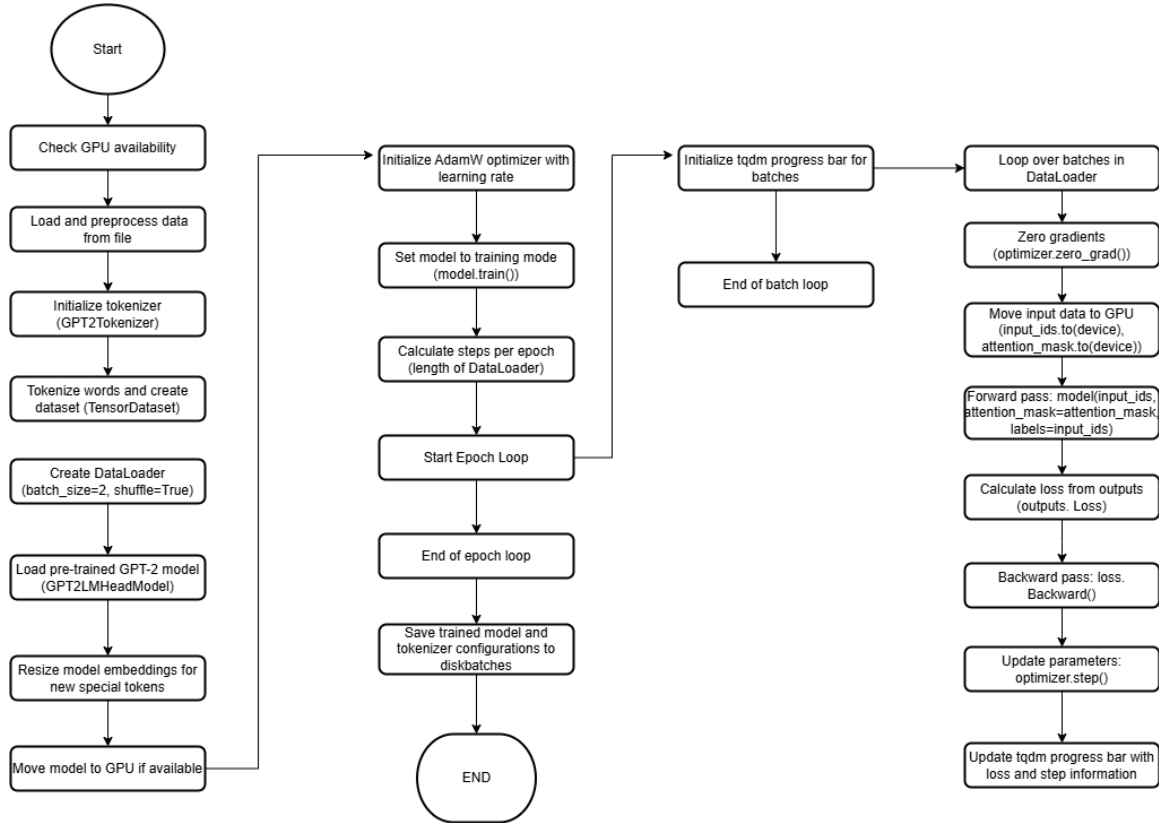 Start
Check GPU availability
Load and preprocess data
from file
Initialize tokenizer
(GPT2Tokenizer)
Tokenize words and create
dataset (TensorDataset)
Create DataLoader
(batch_size=2, shuffle=True)
Load pre-trained GPT-2 model
(GPT2LMHeadModel)
Resize model embeddings for
new special tokens
Move model to GPU if available
Initialize AdamW optimizer with
learning rate
Set model to training mode
(model.train())
Calculate steps per epoch
(length of DataLoader)
Start Epoch Loop
End of epoch loop
Save trained model and
tokenizer configurations to
diskbatches
END
Initialize tqdm progress bar for
batches
End of batch loop
Loop over batches in
DataLoader
Zero gradients
(optimizer.zero_grad())
Move input data to GPU
(input_ids.to(device),
attention_mask.to(device))
Forward pass: model(input_ids,
attention_mask=attention_mask,
labels=input_ids)
Calculate loss from outputs
(outputs. Loss)
Backward pass: loss.
Backward()
Update parameters:
optimizer.step()
Update tqdm progress bar with
loss and step information